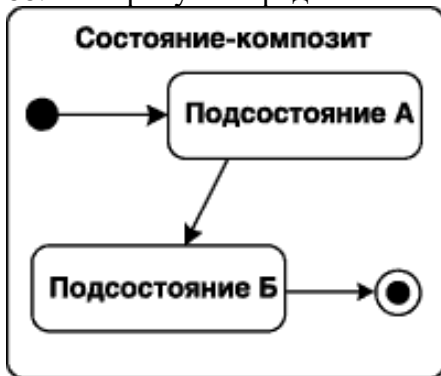 Состояние-композит
Подсостояние А
Подсостояние Б